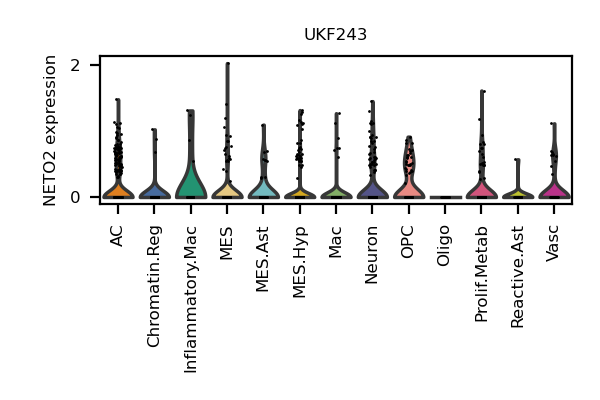 UKF243
NETO2 expression
2
0
AC
Chromatin.Reg
Inflammatory.Mac
MES
MES.Ast
MES.Hyp
Mac
Neuron
OPC
Oligo
Prolif.Metab
Reactive.Ast
Vasc